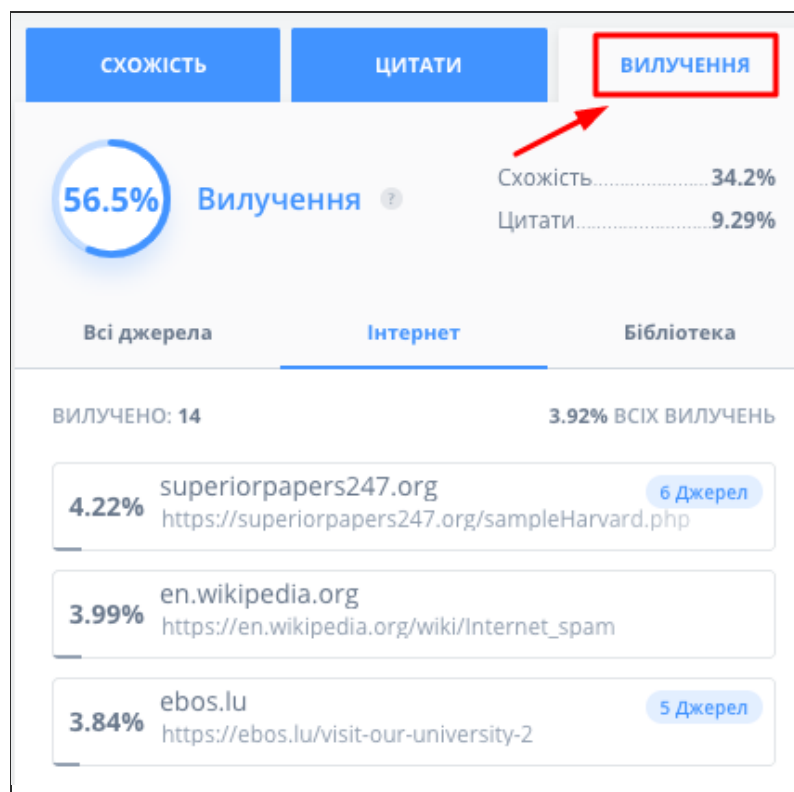 СХОЖІСТЬ
ЦИТАТИ
ВИЛУЧЕННЯ
56.5%
Вилучення ?
Схожість....................34.2%
Цитати.......................9.29%
Всі джерела
Інтернет
Бібліотека
ВИЛУЧЕНО: 14
3.92% ВСІХ ВИЛУЧЕНЬ
4.22%
superiorpapers247.org
6 Джерел
https://superiorpapers247.org/sampleHarvard.php
3.99%
en.wikipedia.org
https://en.wikipedia.org/wiki/Internet_spam
3.84%
ebos.lu
5 Джерел
https://ebos.lu/visit-our-university-2